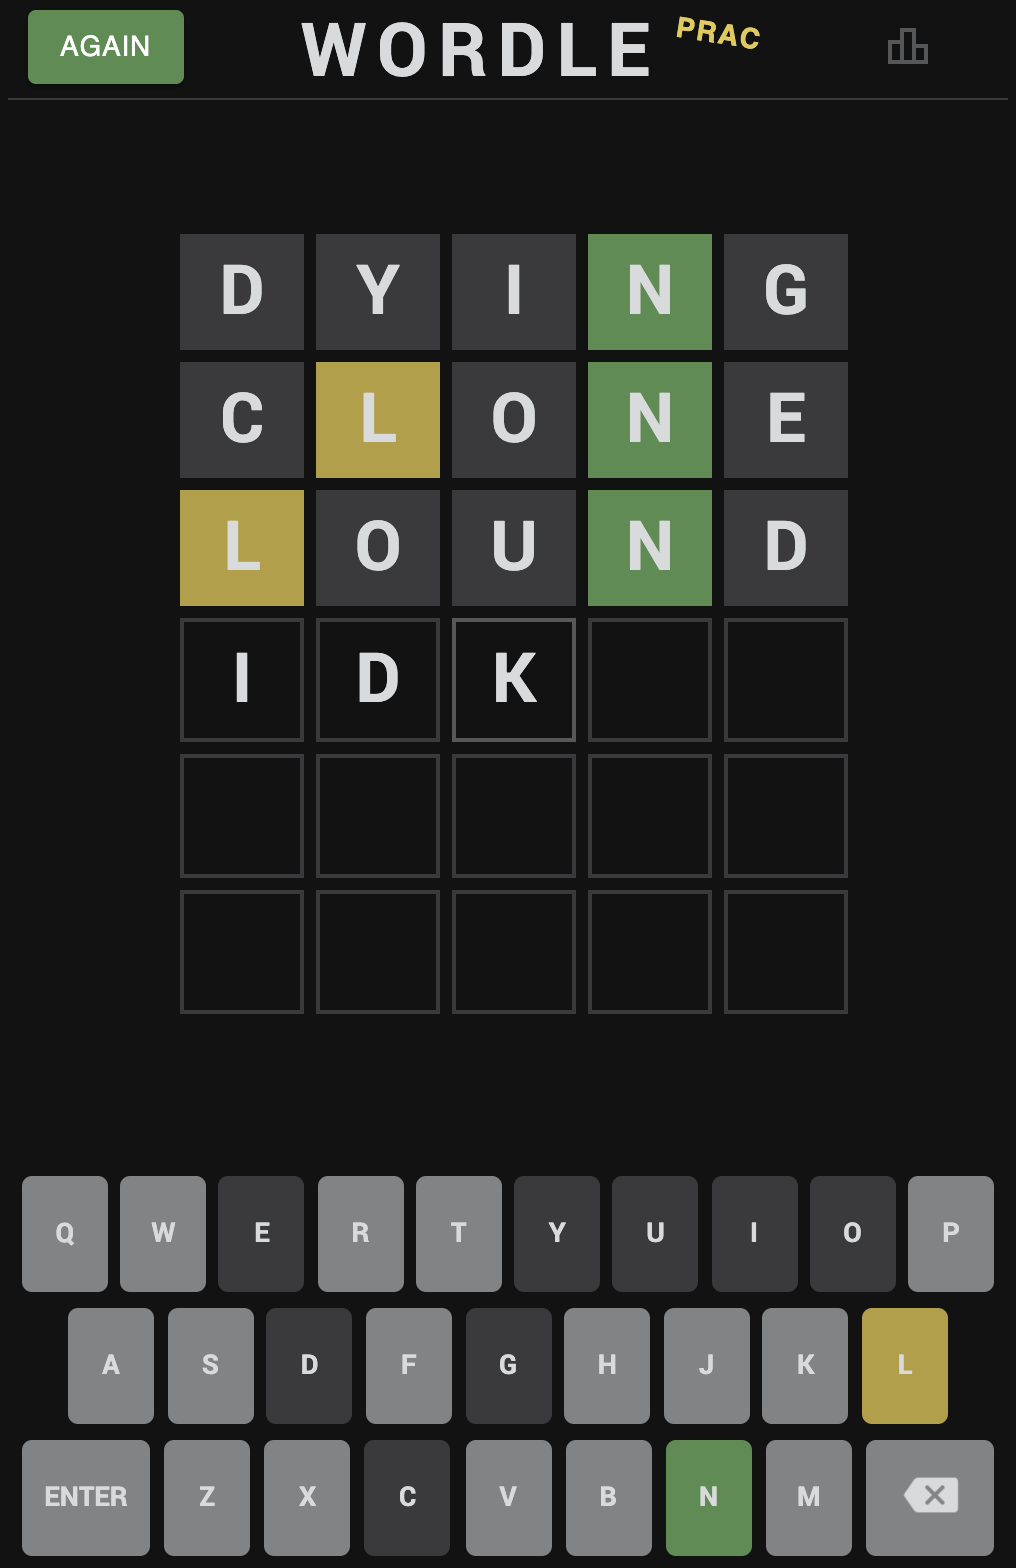 AGAIN WORDLE PRAC
D Y I N G
C L O N E
L O U N D
I D K
Q W E R T Y U I O P
A S D F G H J K L
ENTER Z X C V B N M